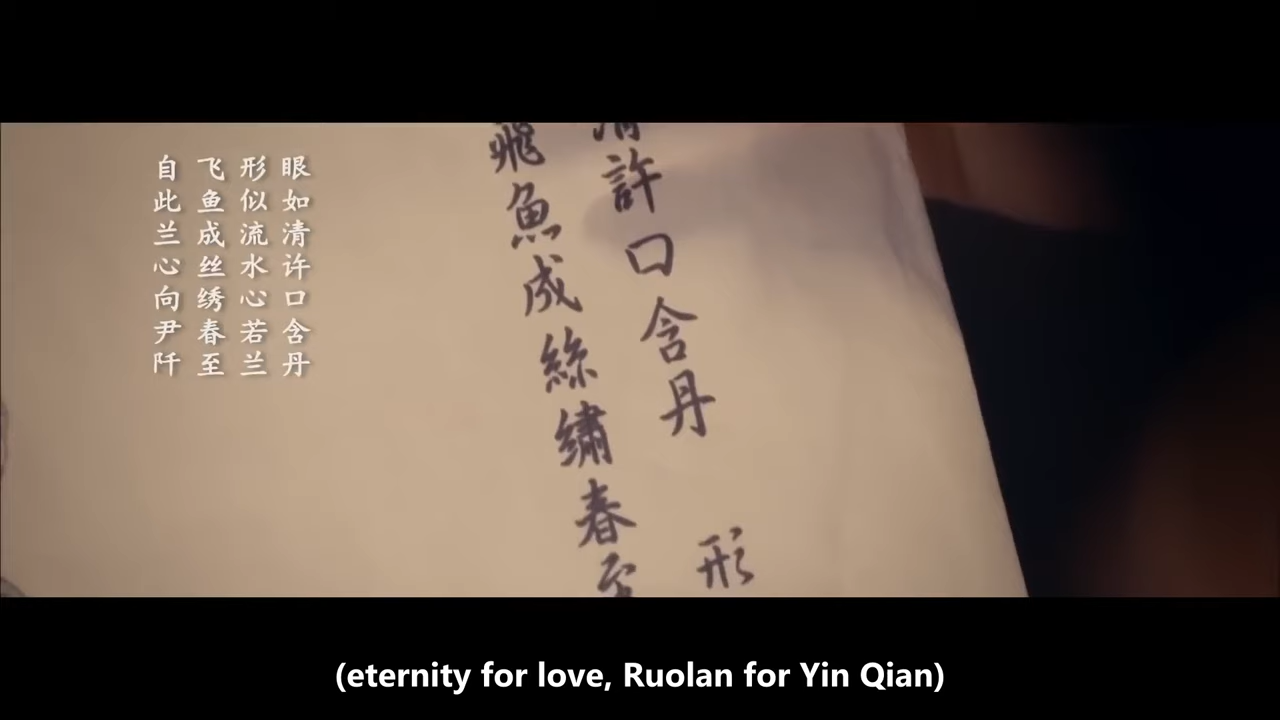 眼如清许口含丹
形似流水心若兰
飞鱼成丝绣春至
自此兰心向尹阡
清許口含丹 形
飛魚成絲繡春至
(eternity for love, Ruolan for Yin Qian)